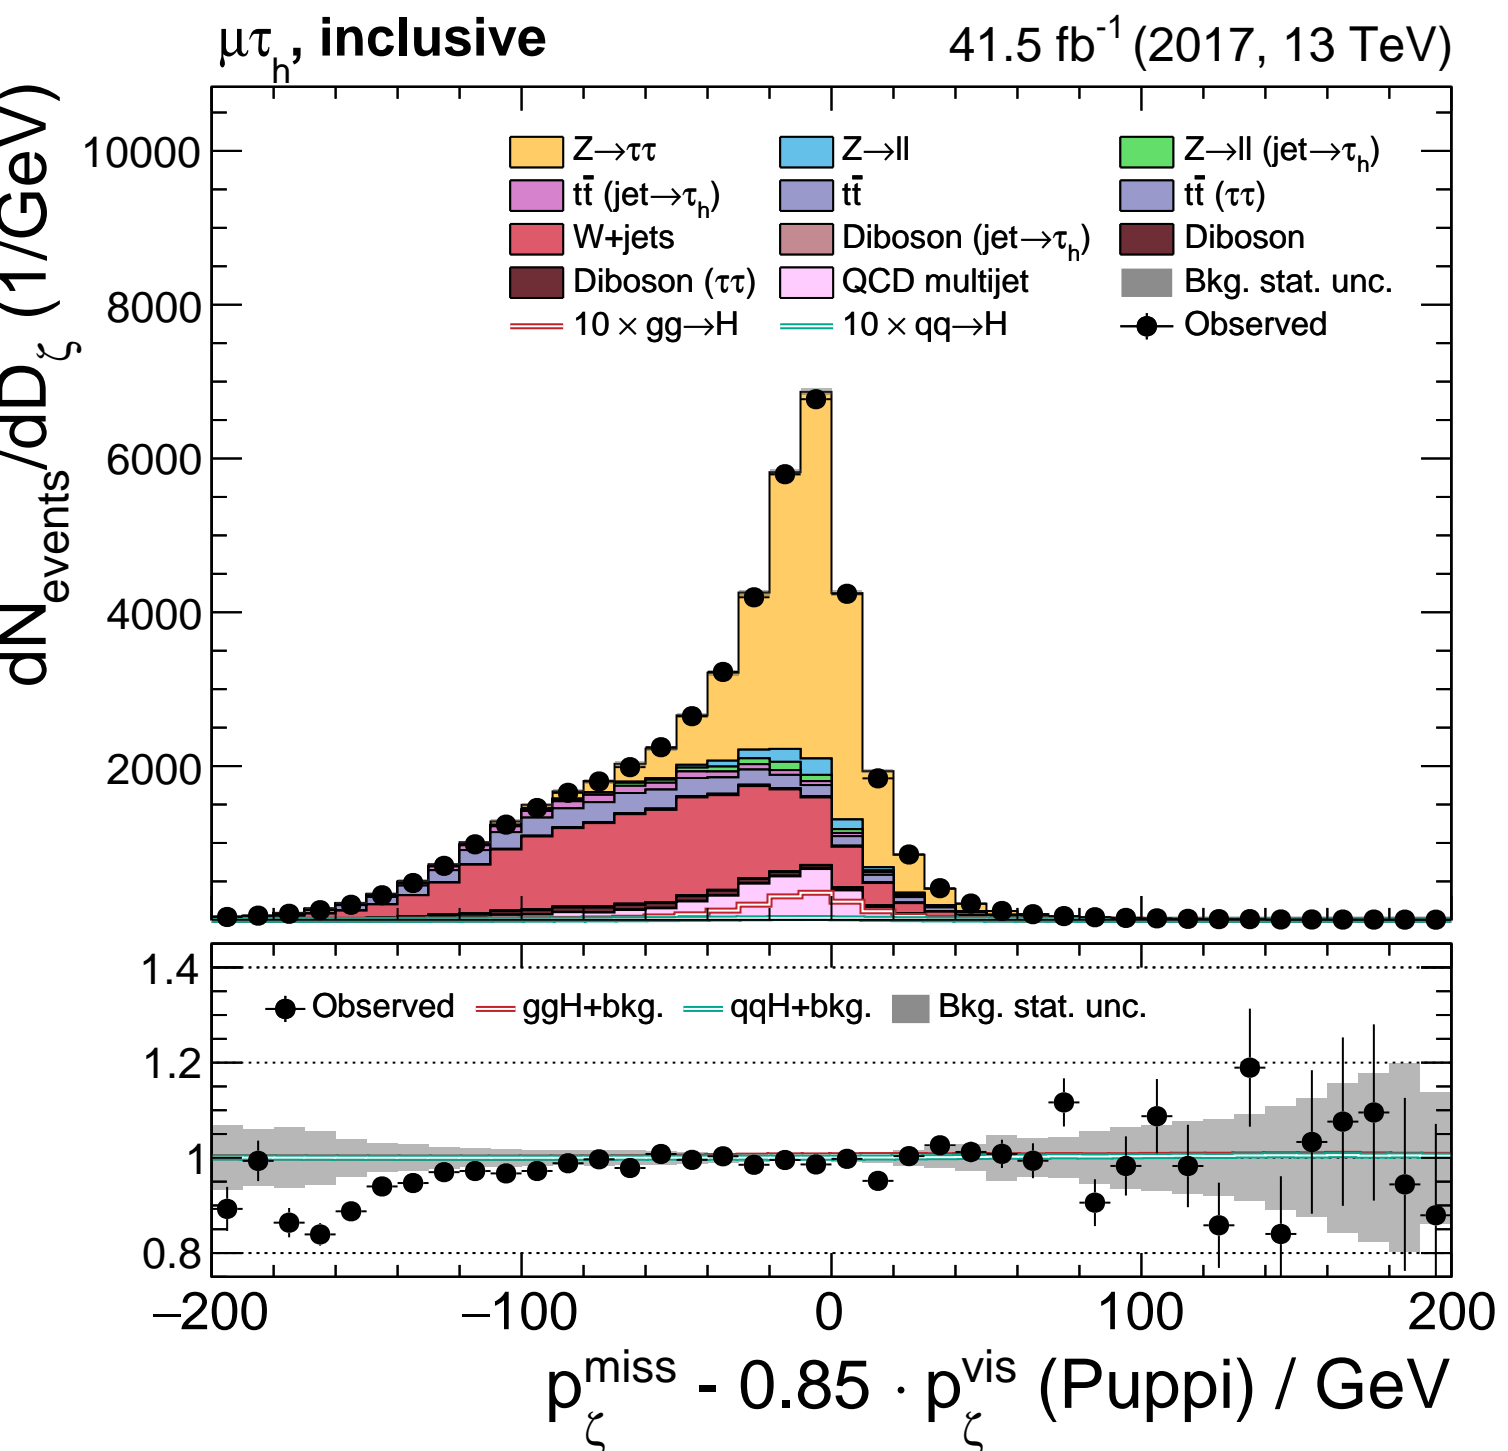 μτh, inclusive
41.5 fb-1 (2017, 13 TeV)
dNevents/dDζ (1/GeV)
10000
8000
6000
4000
2000
Z→ττ
Z→ll
Z→ll (jet→τh)
tt̄ (jet→τh)
tt̄
tt̄ (ττ)
W+jets
Diboson (jet→τh)
Diboson
Diboson (ττ)
QCD multijet
Bkg. stat. unc.
10 × gg→H
10 × qq→H
Observed
1.4
1.2
1
0.8
Observed
ggH+bkg.
qqH+bkg.
Bkg. stat. unc.
−200
−100
0
100
200
pζmiss - 0.85 · pζvis (Puppi) / GeV